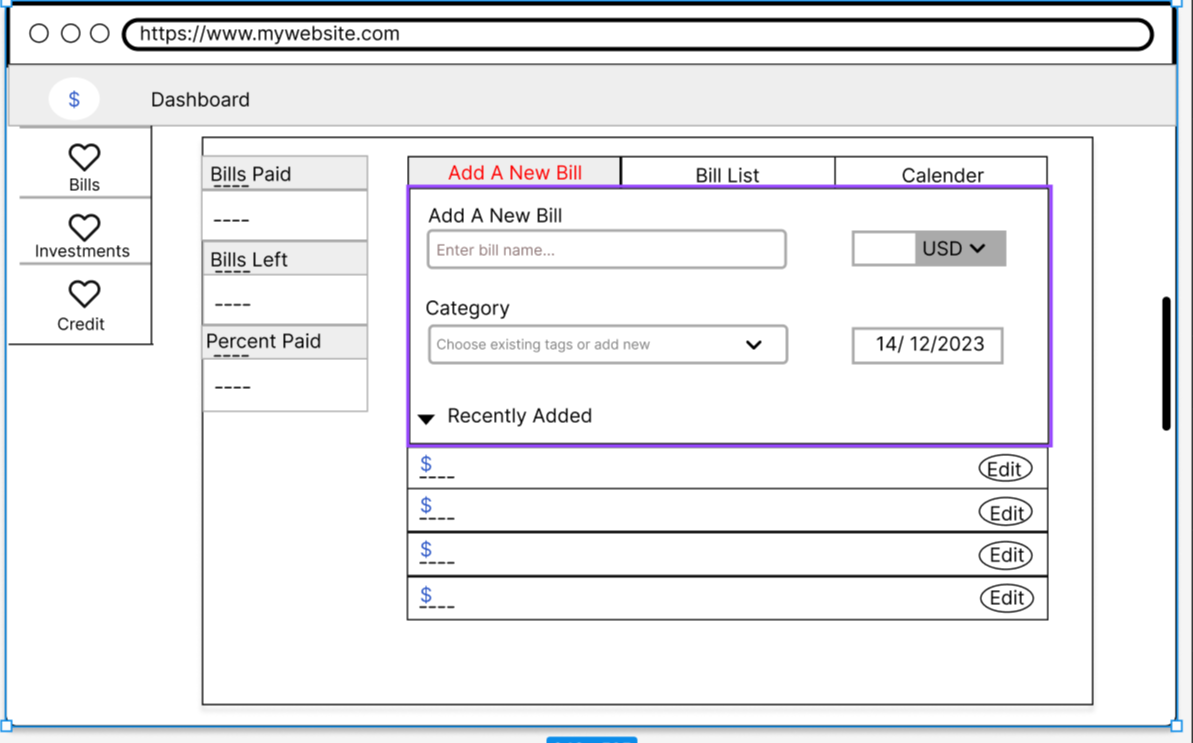 https://www.mywebsite.com
$ Dashboard
Bills
Investments
Credit
Bills Paid
----
----
Bills Left
----
----
Percent Paid
----
----
Add A New Bill Bill List Calender
Add A New Bill
Enter bill name...
USD
Category
Choose existing tags or add new
14/ 12/2023
Recently Added
$---- Edit
$---- Edit
$---- Edit
$---- Edit